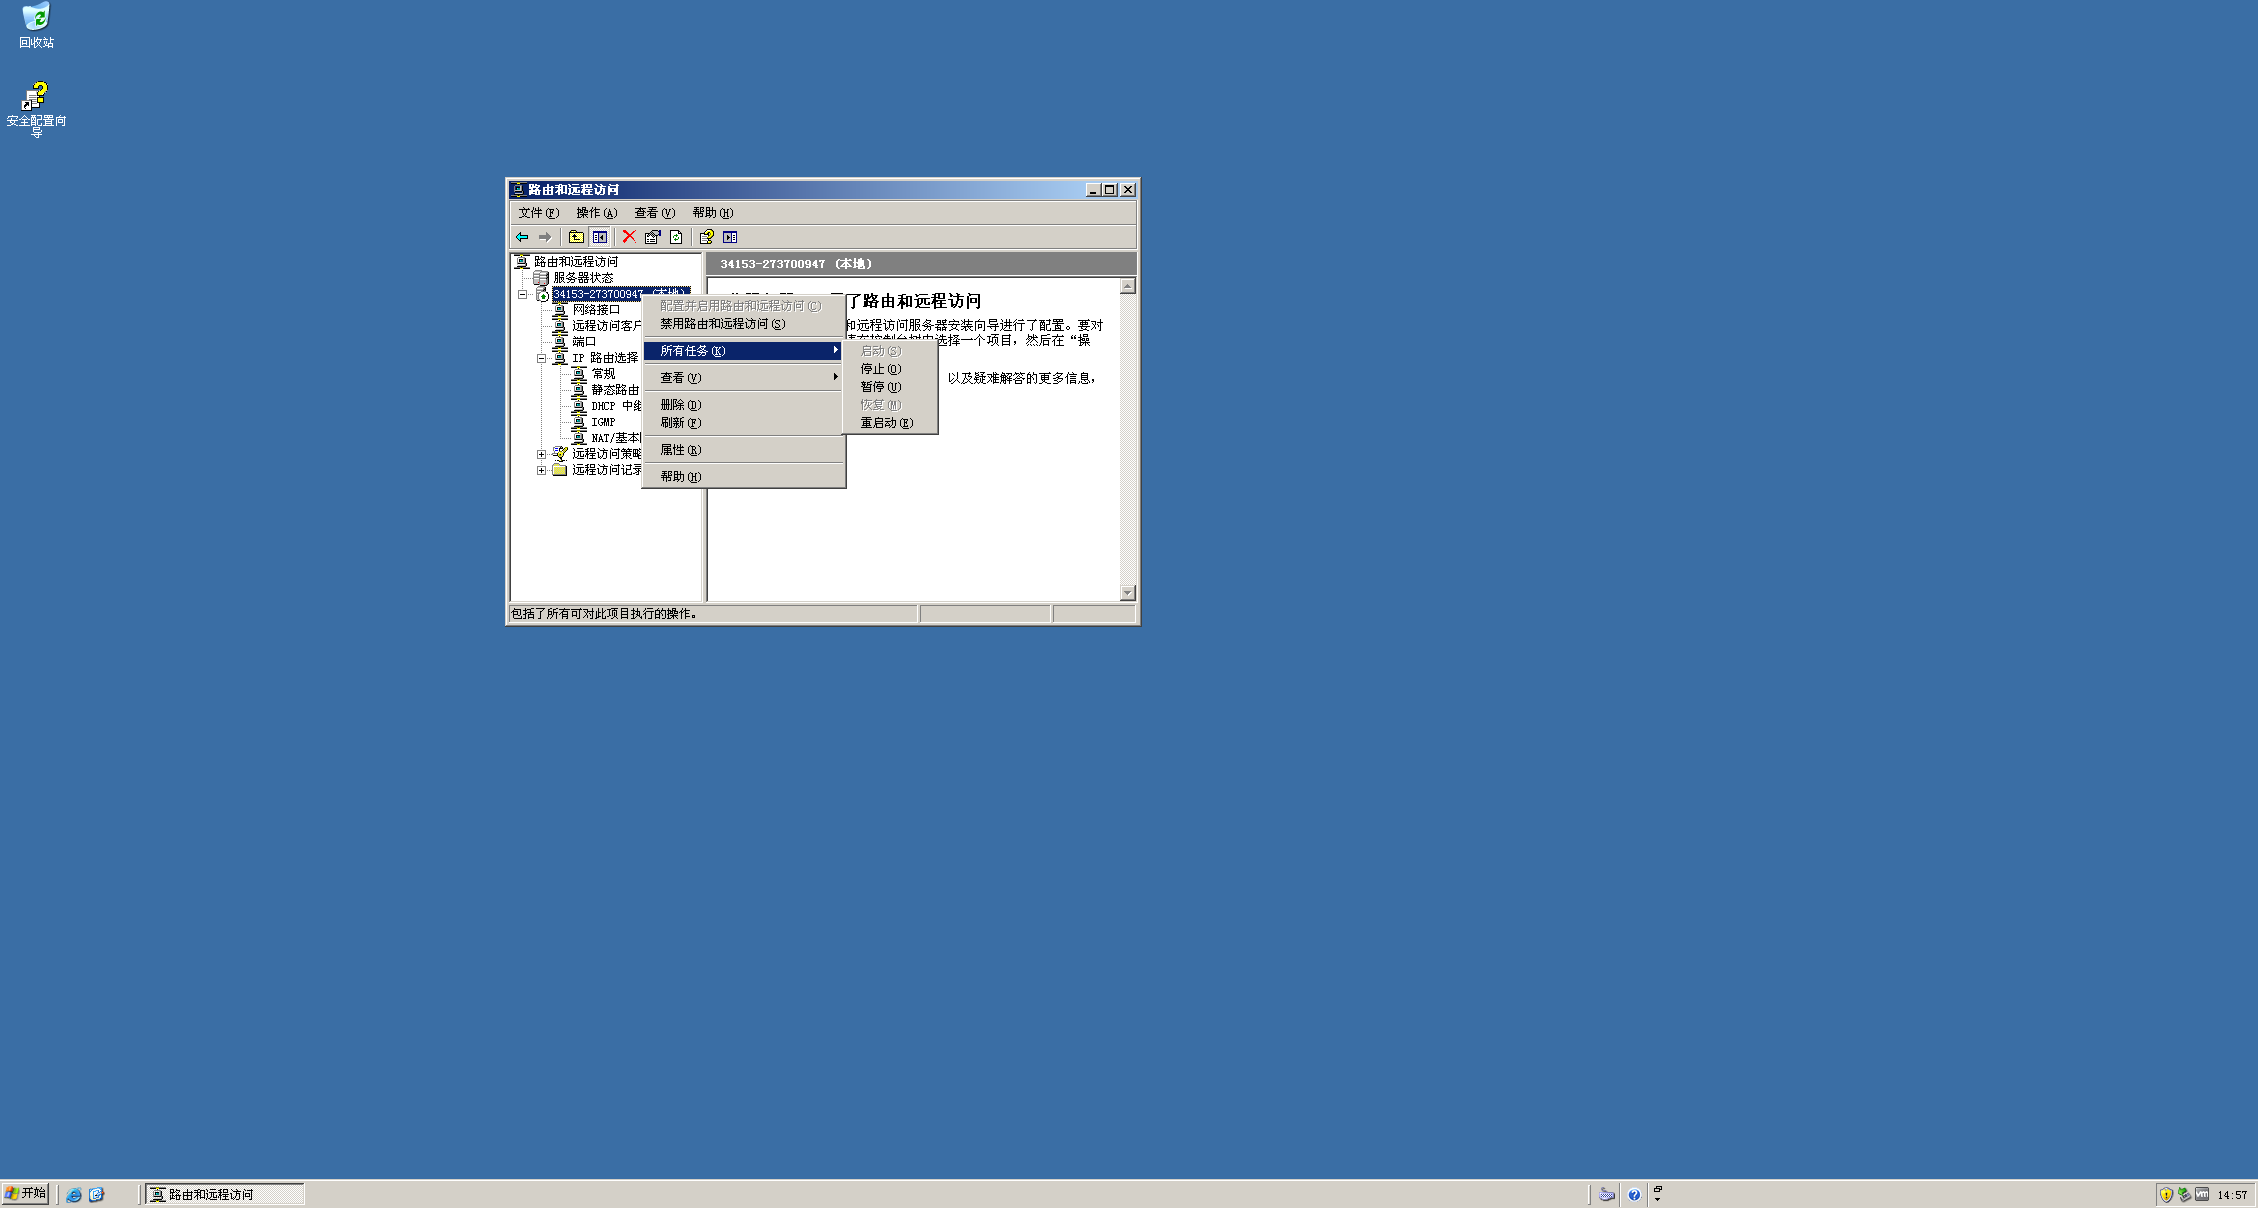 回收站
安全配置向
导
路由和远程访问
文件(F) 操作(A) 查看(V) 帮助(H)
路由和远程访问
服务器状态
34153-273700947 (本地)
网络接口
远程访问客户
端口
IP 路由选择
常规
静态路由
DHCP 中继
IGMP
NAT/基本
远程访问策略
远程访问记录
34153-273700947 (本地)
了路由和远程访问
和远程访问服务器安装向导进行了配置。要对
在控制台树中选择一个项目，然后在“操
以及疑难解答的更多信息，
配置并启用路由和远程访问(C)
禁用路由和远程访问(S)
所有任务(K)
查看(V)
删除(D)
刷新(F)
属性(R)
帮助(H)
启动(S)
停止(O)
暂停(U)
恢复(M)
重启动(E)
包括了所有可对此项目执行的操作。
开始
路由和远程访问
14:57